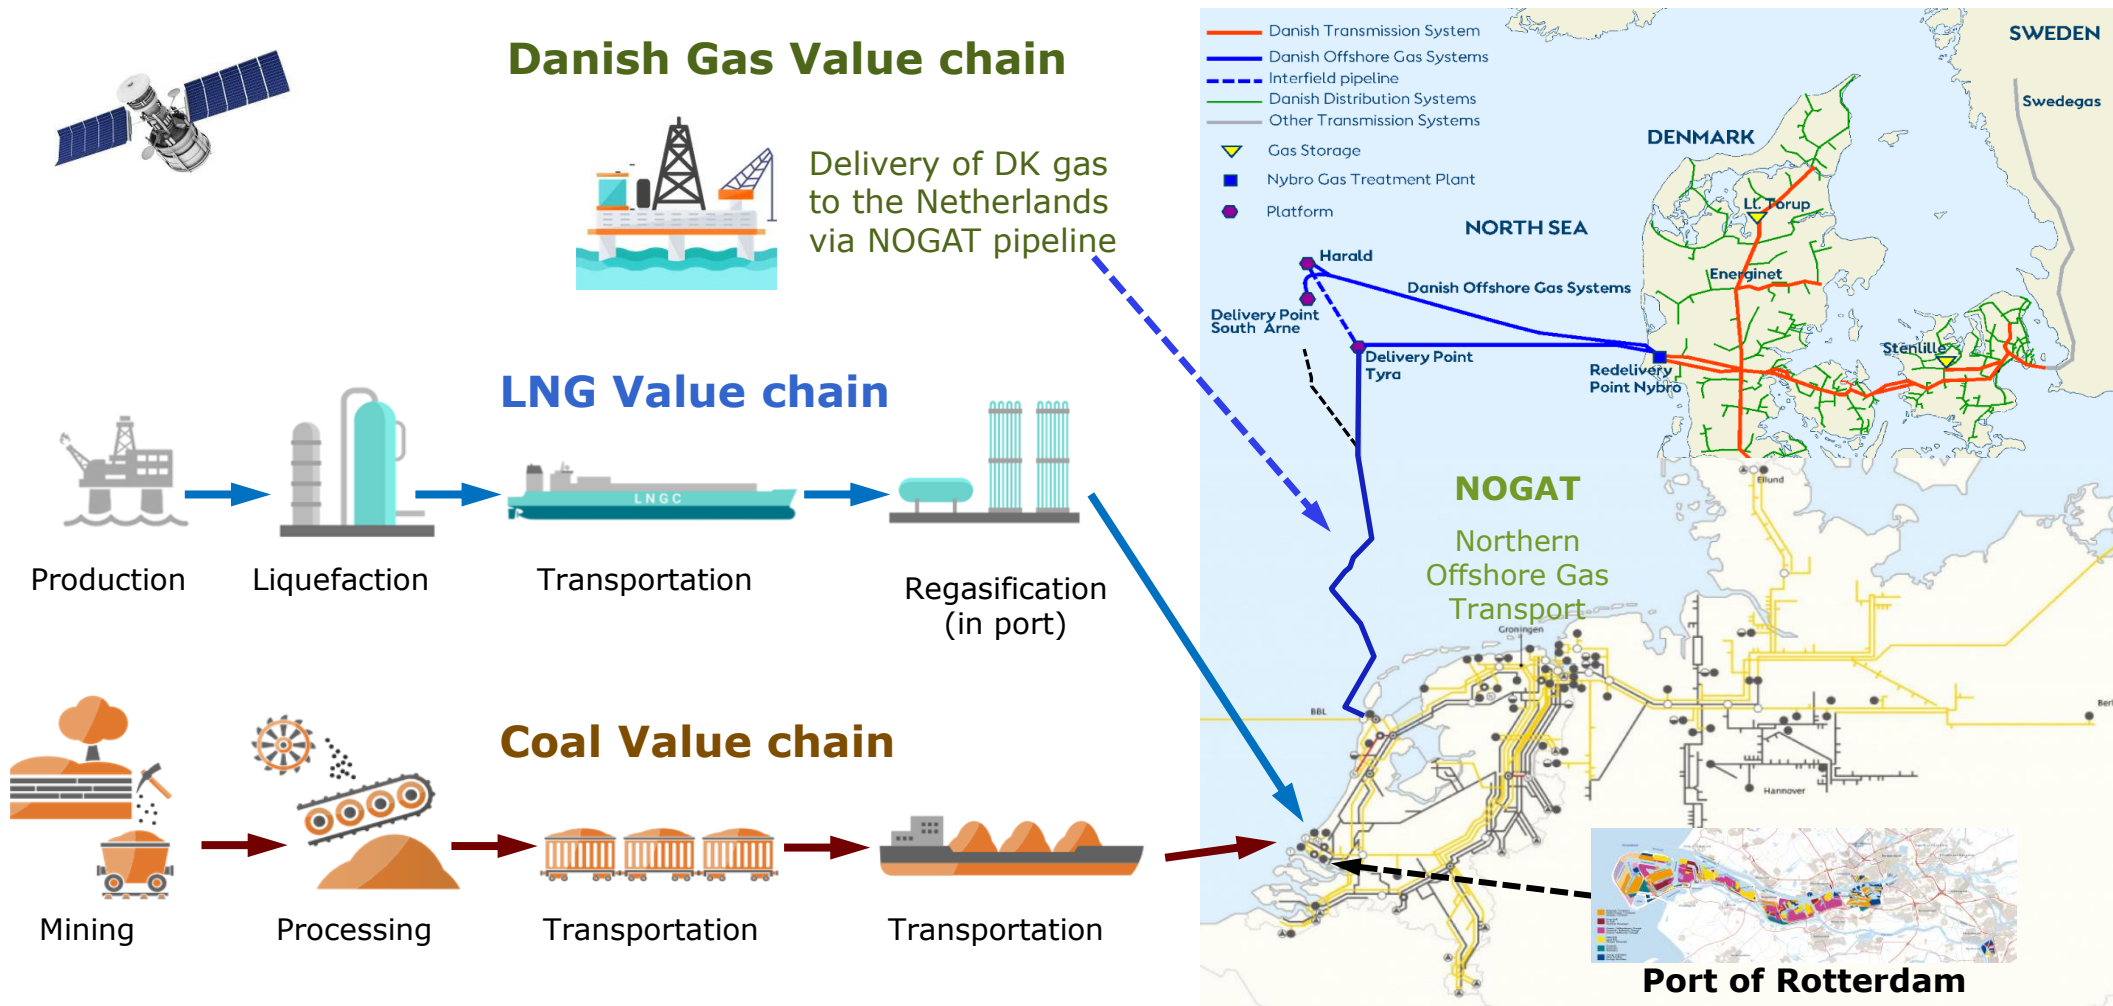 Danish Gas Value chain
Delivery of DK gas
to the Netherlands
via NOGAT pipeline
LNG Value chain
LNGC
Production
Liquefaction
Transportation
Regasification
(in port)
Coal Value chain
Mining
Processing
Transportation
Transportation
Danish Transmission System
Danish Offshore Gas Systems
Interfield pipeline
Danish Distribution Systems
Other Transmission Systems
Gas Storage
Nybro Gas Treatment Plant
Platform
SWEDEN
Swedegas
DENMARK
Lt. Torup
NORTH SEA
Harald
Energinet
Danish Offshore Gas Systems
Delivery Point
South Arne
Delivery Point
Tyra
Stenlille
Redelivery
Point Nybro
Ellund
NOGAT
Northern
Offshore Gas
Transport
Groningen
BBL
Berl
Hannover
Port of Rotterdam